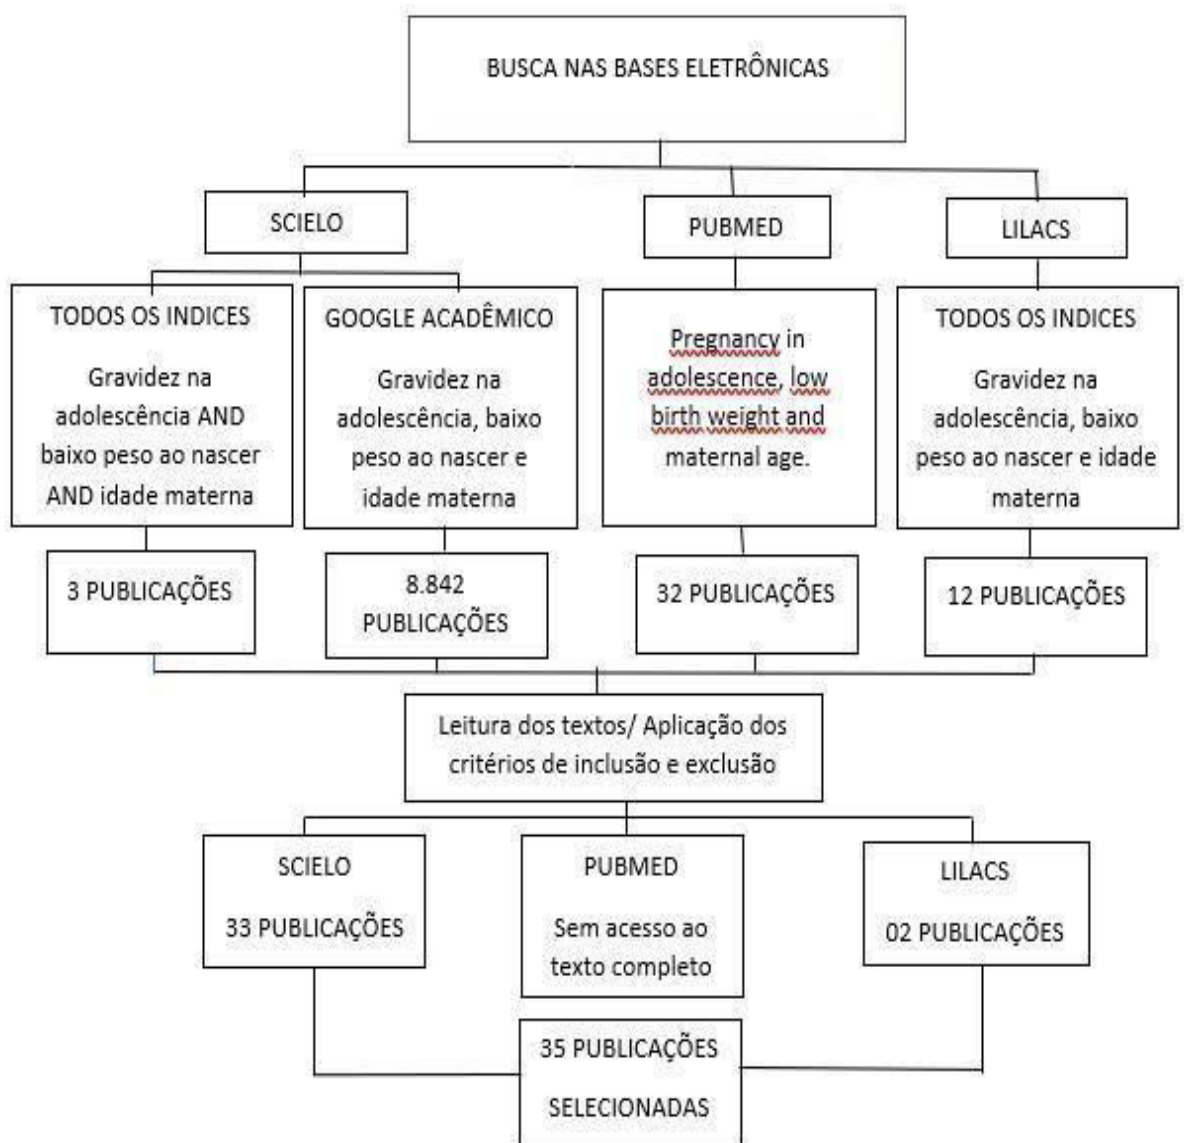 BUSCA NAS BASES ELETRÔNICAS
SCIELO
PUBMED
LILACS
TODOS OS INDICES
Gravidez na
adolescência AND
baixo peso ao nascer
AND idade materna
GOOGLE ACADÊMICO
Gravidez na
adolescência, baixo
peso ao nascer e
idade materna
Pregnancy in
adolescence, low
birth weight and
maternal age.
TODOS OS INDICES
Gravidez na
adolescência, baixo
peso ao nascer e idade
materna
3 PUBLICAÇÕES
8.842
PUBLICAÇÕES
32 PUBLICAÇÕES
12 PUBLICAÇÕES
Leitura dos textos/ Aplicação dos
critérios de inclusão e exclusão
SCIELO
33 PUBLICAÇÕES
PUBMED
Sem acesso ao
texto completo
LILACS
02 PUBLICAÇÕES
35 PUBLICAÇÕES
SELECIONADAS